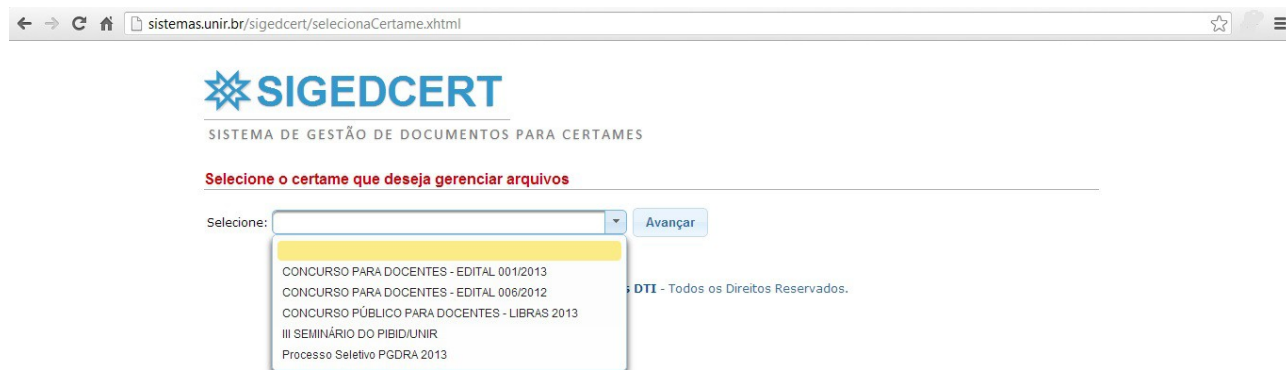 sistemas.unir.br/sigedcert/selecionaCertame.xhtml
SIGEDCERT
SISTEMA DE GESTÃO DE DOCUMENTOS PARA CERTAMES
Selecione o certame que deseja gerenciar arquivos
Selecione:
Avançar
CONCURSO PARA DOCENTES - EDITAL 001/2013
CONCURSO PARA DOCENTES - EDITAL 006/2012
DTI - Todos os Direitos Reservados.
CONCURSO PÚBLICO PARA DOCENTES - LIBRAS 2013
III SEMINÁRIO DO PIBID/UNIR
Processo Seletivo PGDRA 2013